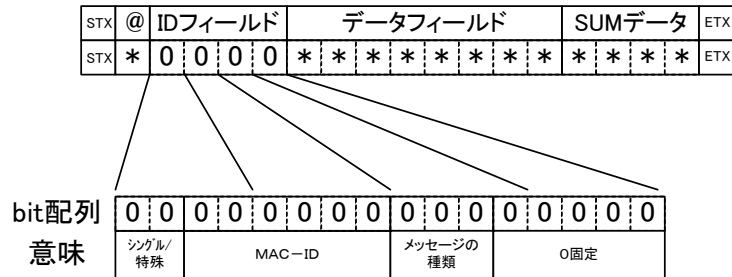 STX @ IDフィールド データフィールド SUMデータ ETX
STX * 0 0 0 0 * * * * * * * * * * * * ETX
bit配列 0 0 0 0 0 0 0 0 0 0 0 0 0 0 0 0
意味 シングル/特殊 MAC-ID メッセージの種類 0固定